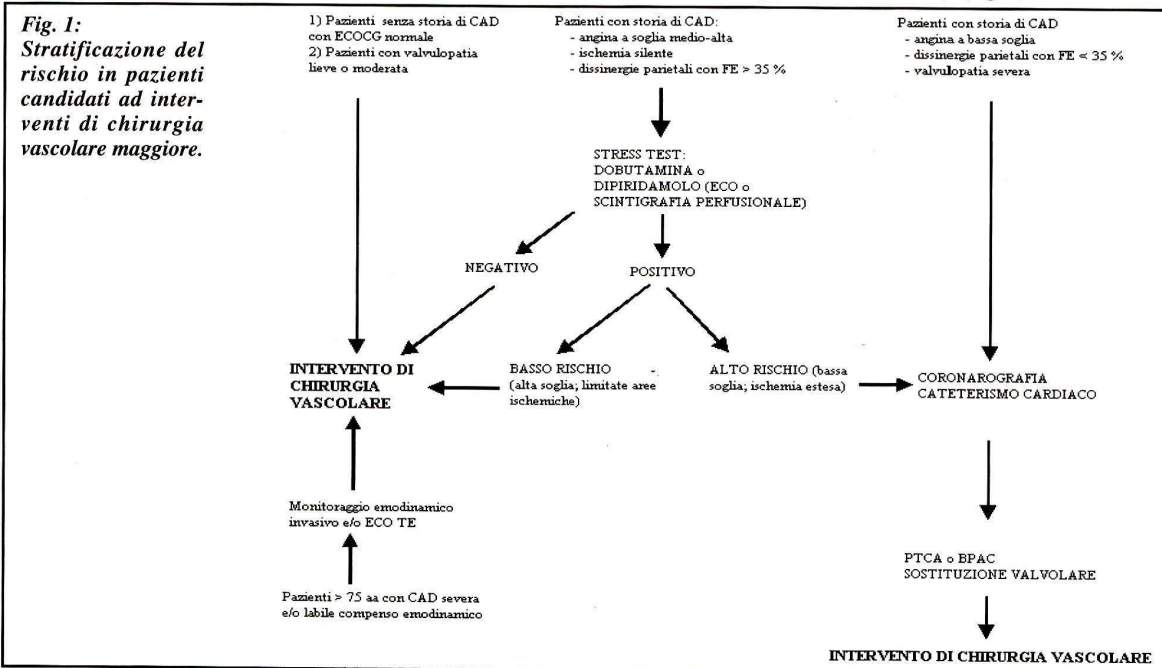 Fig. 1:
Stratificazione del
rischio in pazienti
candidati ad inter-
venti di chirurgia
vascolare maggiore.
1) Pazienti senza storia di CAD
con ECOCG normale
2) Pazienti con valvulopatia
lieve o moderata
Pazienti con storia di CAD:
- angina a soglia medio-alta
- ischemia silente
- dissinergie parietali con FE > 35 %
Pazienti con storia di CAD
- angina a bassa soglia
- dissinergie parietali con FE < 35 %
- valvulopatia severa
STRESS TEST:
DOBUTAMINA o
DIPIRIDAMOLO (ECO o
SCINTIGRAFIA PERFUSIONALE)
NEGATIVO
POSITIVO
INTERVENTO DI
CHIRURGIA
VASCOLARE
BASSO RISCHIO -
(alta soglia; limitate aree
ischemiche)
ALTO RISCHIO (bassa
soglia; ischemia estesa)
CORONAROGRAFIA
CATETERISMO CARDIACO
Monitoraggio emodinamico
invasivo e/o ECO TE
Pazienti > 75 aa con CAD severa
e/o labile compenso emodinamico
PTCA o BPAC
SOSTITUZIONE VALVOLARE
INTERVENTO DI CHIRURGIA VASCOLARE